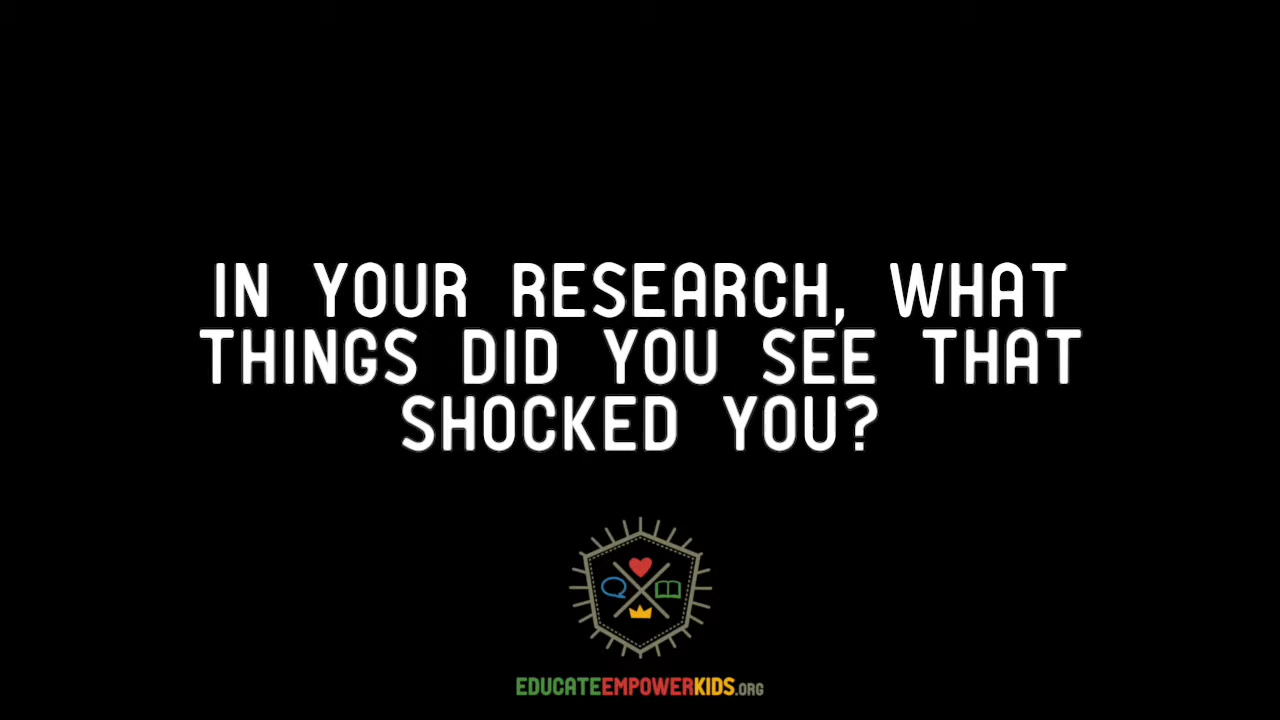 IN YOUR RESEARCH, WHAT
THINGS DID YOU SEE THAT
SHOCKED YOU?
EDUCATEEMPOWERKIDS.ORG